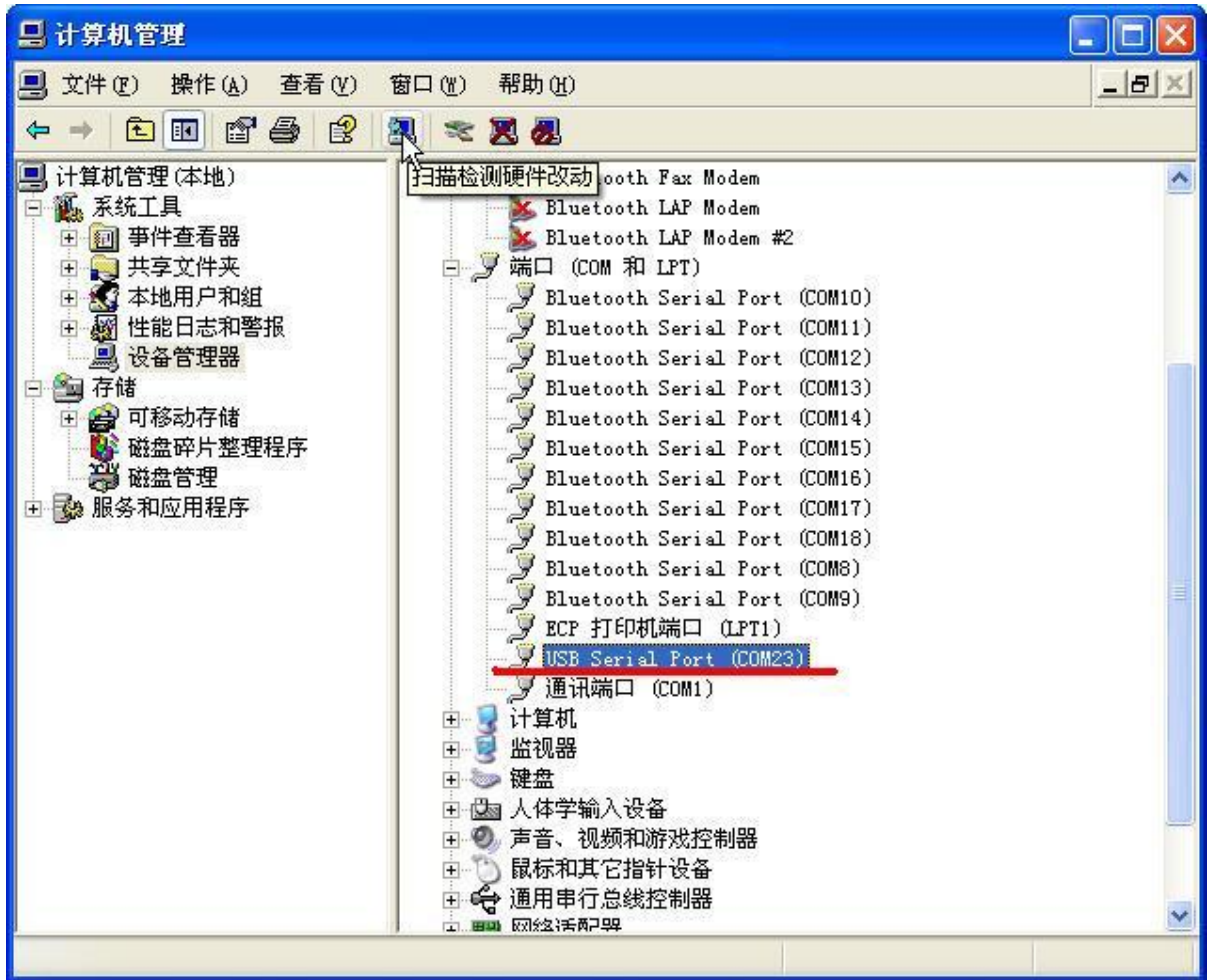 计算机管理
文件(F) 操作(A) 查看(V) 窗口(W) 帮助(H)
扫描检测硬件改动
计算机管理(本地)
系统工具
事件查看器
共享文件夹
本地用户和组
性能日志和警报
设备管理器
存储
可移动存储
磁盘碎片整理程序
磁盘管理
服务和应用程序
ooth Fax Modem
Bluetooth LAP Modem
Bluetooth LAP Modem #2
端口 (COM 和 LPT)
Bluetooth Serial Port (COM10)
Bluetooth Serial Port (COM11)
Bluetooth Serial Port (COM12)
Bluetooth Serial Port (COM13)
Bluetooth Serial Port (COM14)
Bluetooth Serial Port (COM15)
Bluetooth Serial Port (COM16)
Bluetooth Serial Port (COM17)
Bluetooth Serial Port (COM18)
Bluetooth Serial Port (COM8)
Bluetooth Serial Port (COM9)
ECP 打印机端口 (LPT1)
USB Serial Port (COM23)
通讯端口 (COM1)
计算机
监视器
键盘
人体学输入设备
声音、视频和游戏控制器
鼠标和其它指针设备
通用串行总线控制器
网络适配器